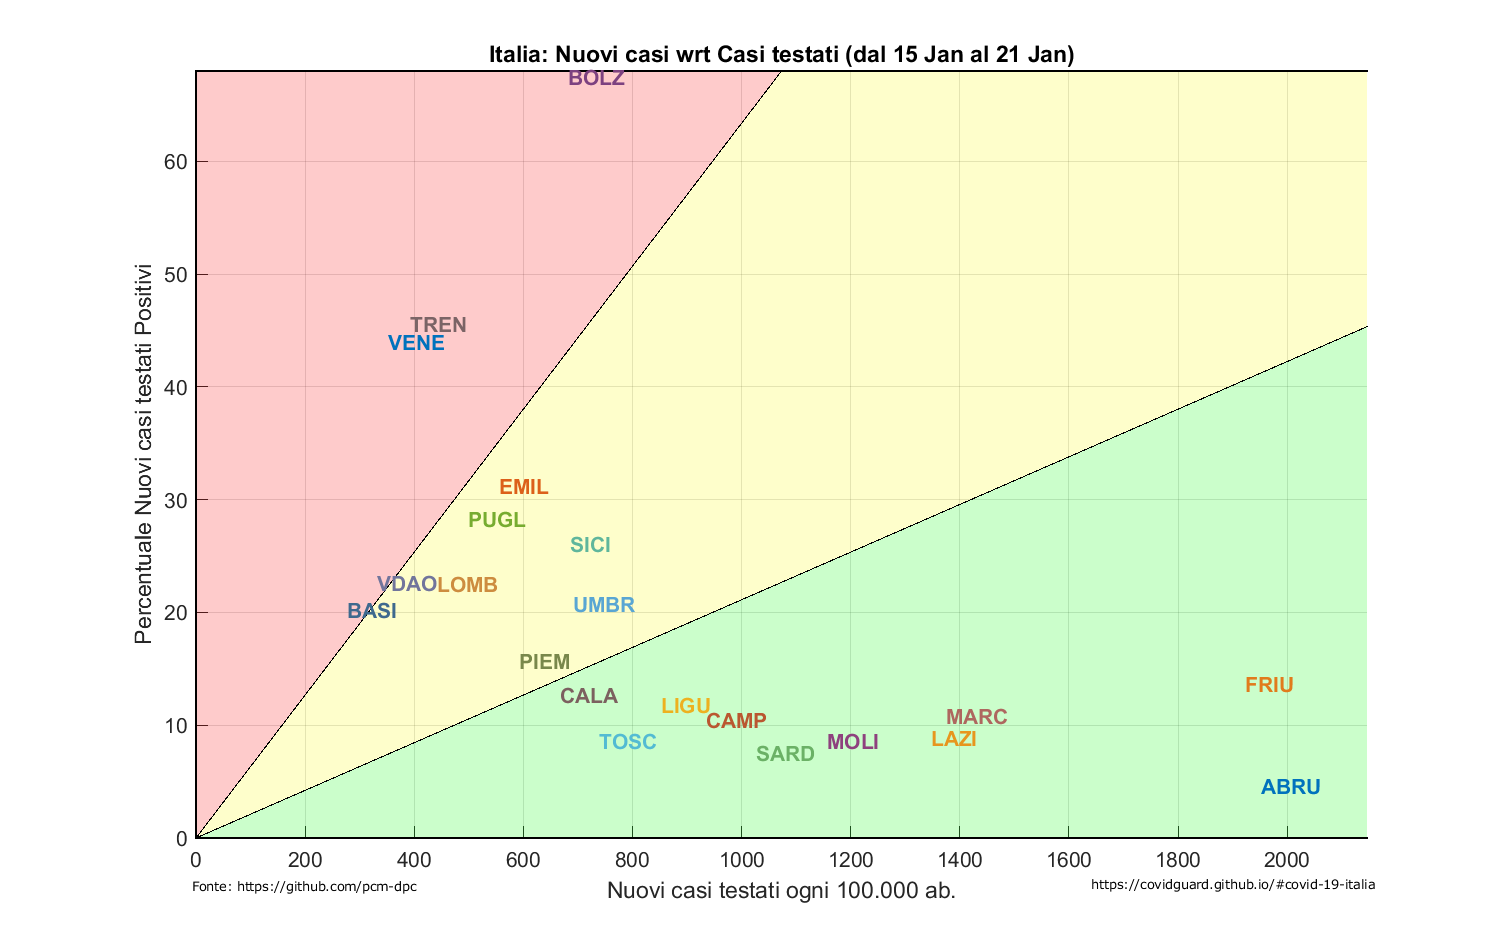 Italia: Nuovi casi wrt Casi testati (dal 15 Jan al 21 Jan)
BOLZ
60
50
TREN
VENE
40
EMIL
30
PUGL
SICI
VDAO LOMB
BASI
UMBR
20
PIEM
FRIU
CALA
LIGU
CAMP
MARC
10
TOSC
MOLI
LAZI
SARD
ABRU
0
Percentuale Nuovi casi testati Positivi
0 200 400 600 800 1000 1200 1400 1600 1800 2000
Nuovi casi testati ogni 100.000 ab.
Fonte: https://github.com/pcm-dpc
https://covidguard.github.io/#covid-19-italia